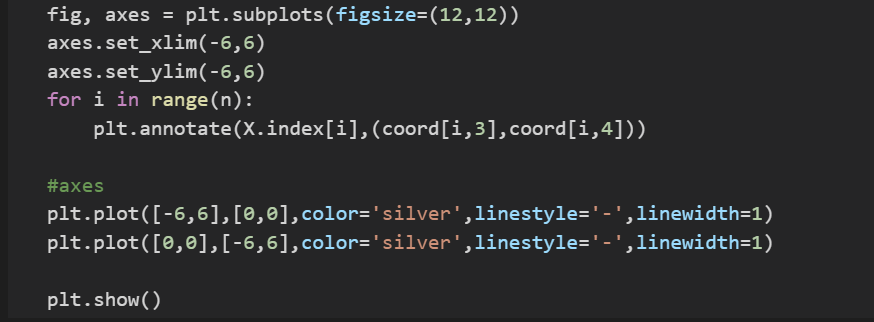 fig, axes = plt.subplots(figsize=(12,12))
axes.set_xlim(-6,6)
axes.set_ylim(-6,6)
for i in range(n):
    plt.annotate(X.index[i],(coord[i,3],coord[i,4]))
#axes
plt.plot([-6,6],[0,0],color='silver',linestyle='-',linewidth=1)
plt.plot([0,0],[-6,6],color='silver',linestyle='-',linewidth=1)
plt.show()